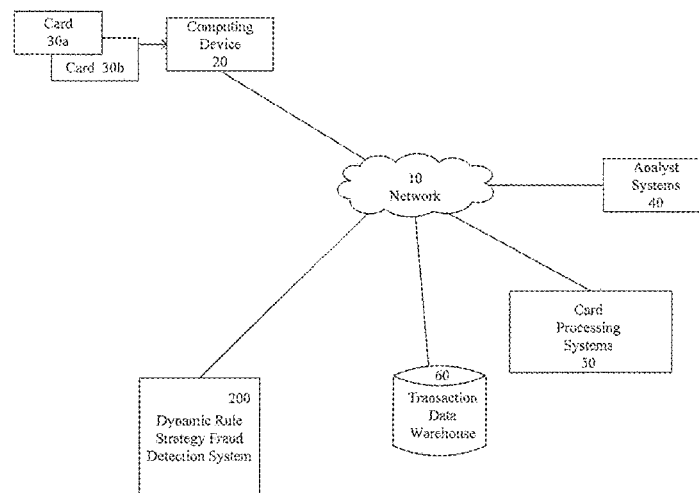 Card
30a
Card 30b
Computing
Device
20
10
Network
Analyst
Systems
40
Card
Processing
Systems
50
60
Transaction
Data
Warehouse
200
Dynamic Rule
Strategy Fraud
Detection System